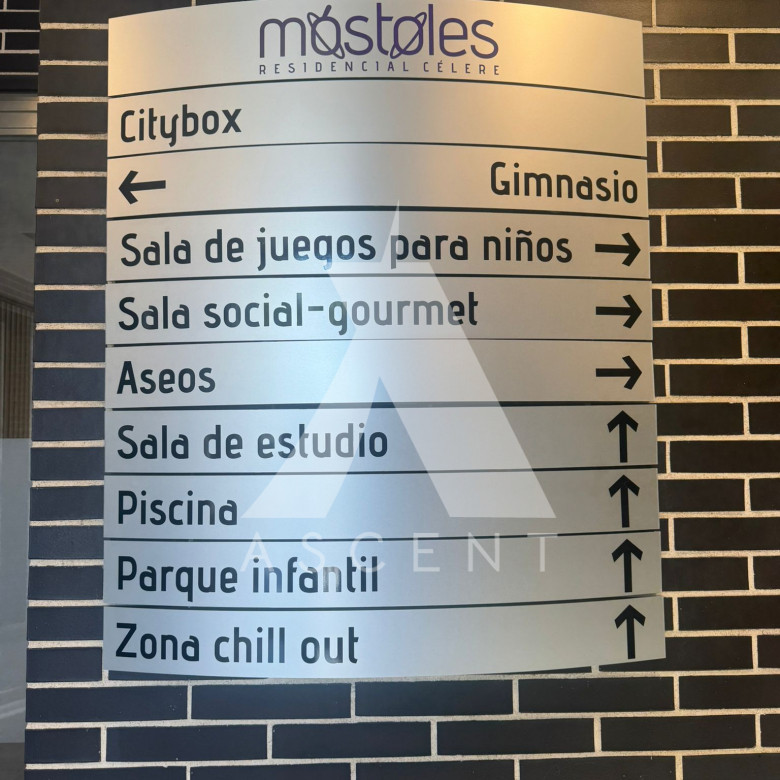 móstoles
RESIDENCIAL CÉLERE
Citybox
← Gimnasio
Sala de juegos para niños →
Sala social-gourmet →
Aseos →
Sala de estudio ↑
Piscina ↑
ASCENT
Parque infantil ↑
Zona chill out ↑